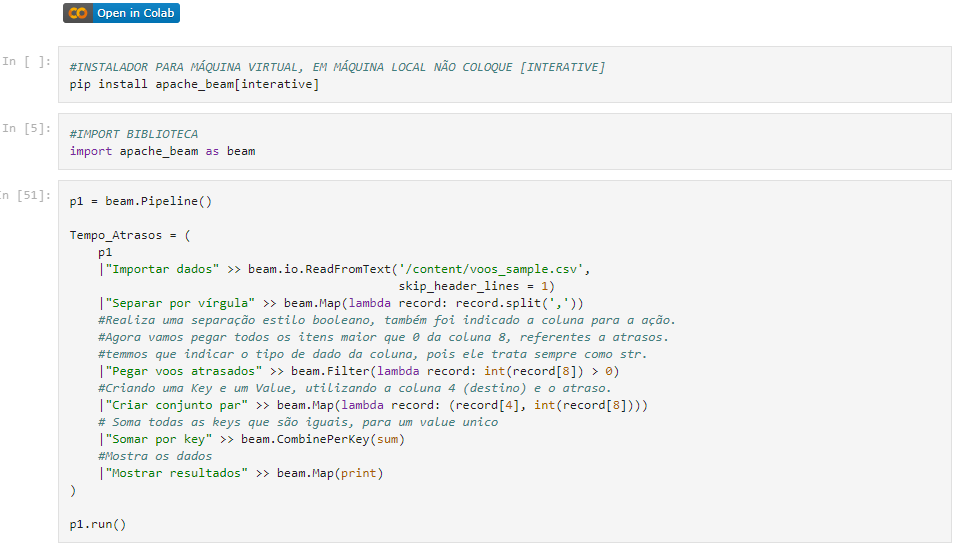 Open in Colab
In [ ]:
#INSTALADOR PARA MÁQUINA VIRTUAL, EM MÁQUINA LOCAL NÃO COLOQUE [INTERATIVE]
pip install apache_beam[interative]
In [5]:
#IMPORT BIBLIOTECA
import apache_beam as beam
In [51]:
p1 = beam.Pipeline()
Tempo_Atrasos = (
p1
|"Importar dados" >> beam.io.ReadFromText('/content/voos_sample.csv',
skip_header_lines = 1)
|"Separar por vírgula" >> beam.Map(lambda record: record.split(','))
#Realiza uma separação estilo booleano, também foi indicado a coluna para a ação.
#Agora vamos pegar todos os itens maior que 0 da coluna 8, referentes a atrasos.
#temmos que indicar o tipo de dado da coluna, pois ele trata sempre como str.
|"Pegar voos atrasados" >> beam.Filter(lambda record: int(record[8]) > 0)
#Criando uma Key e um Value, utilizando a coluna 4 (destino) e o atraso.
|"Criar conjunto par" >> beam.Map(lambda record: (record[4], int(record[8])))
# Soma todas as keys que são iguais, para um value unico
|"Somar por key" >> beam.CombinePerKey(sum)
#Mostra os dados
|"Mostrar resultados" >> beam.Map(print)
)
p1.run()